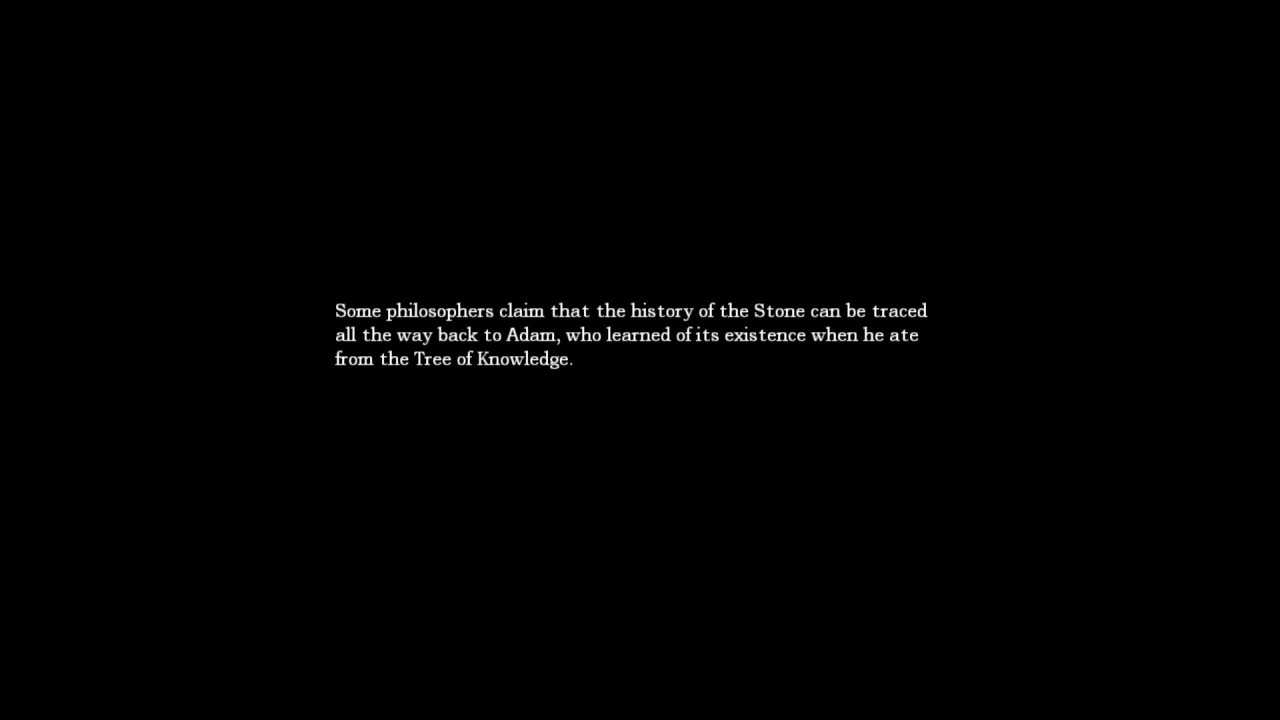 Some philosophers claim that the history of the Stone can be traced
all the way back to Adam, who learned of its existence when he ate
from the Tree of Knowledge.